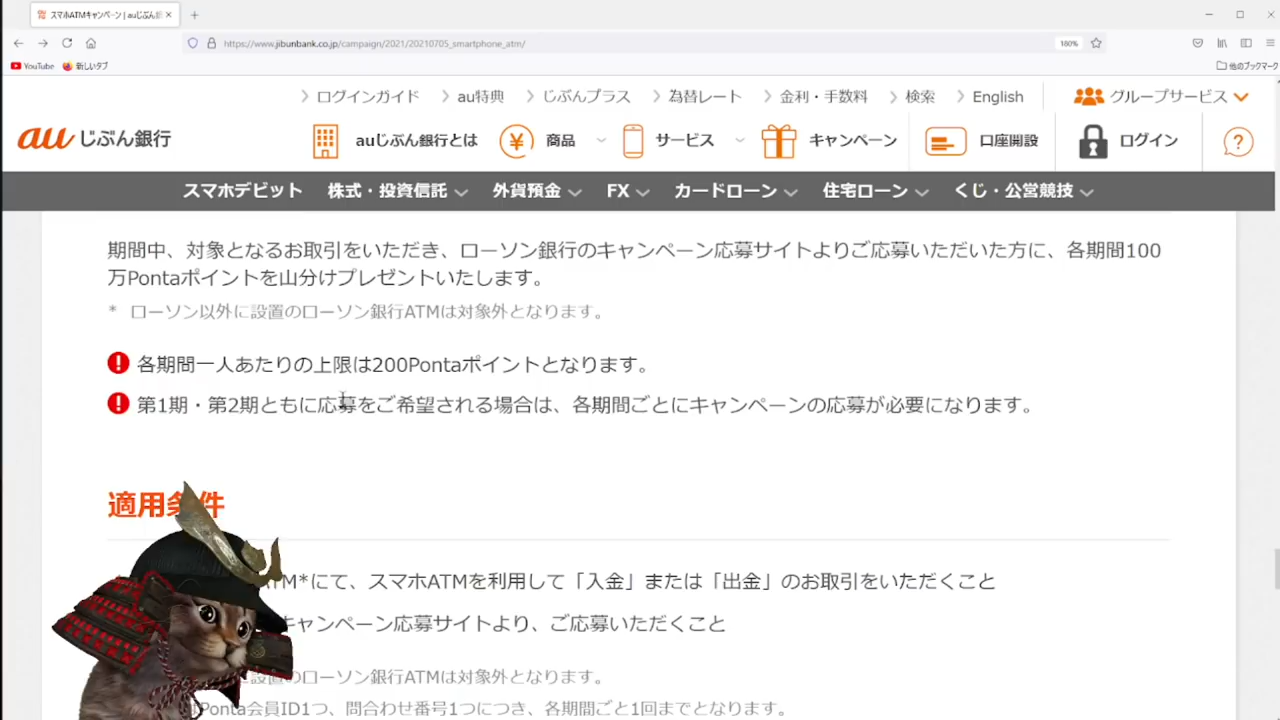 スマホATMキャンペーン | auじぶん銀
https://www.jibunbank.co.jp/campaign/2021/20210705_smartphone_atm/
180%
YouTube 新しいタブ 他のブックマーク
ログインガイド au特典 じぶんプラス 為替レート 金利・手数料 検索 English グループサービス
au じぶん銀行 auじぶん銀行とは 商品 サービス キャンペーン 口座開設 ログイン
スマホデビット 株式・投資信託 外貨預金 FX カードローン 住宅ローン くじ・公営競技
期間中、対象となるお取引をいただき、ローソン銀行のキャンペーン応募サイトよりご応募いただいた方に、各期間100
万Pontaポイントを山分けプレゼントいたします。
* ローソン以外に設置のローソン銀行ATMは対象外となります。
各期間一人あたりの上限は200Pontaポイントとなります。
第1期・第2期ともに応募をご希望される場合は、各期間ごとにキャンペーンの応募が必要になります。
適用条件
TM*にて、スマホATMを利用して「入金」または「出金」のお取引をいただくこと
キャンペーン応募サイトより、ご応募いただくこと
に設置のローソン銀行ATMは対象外となります。
Ponta会員ID1つ、問合わせ番号1つにつき、各期間ごと1回までとなります。